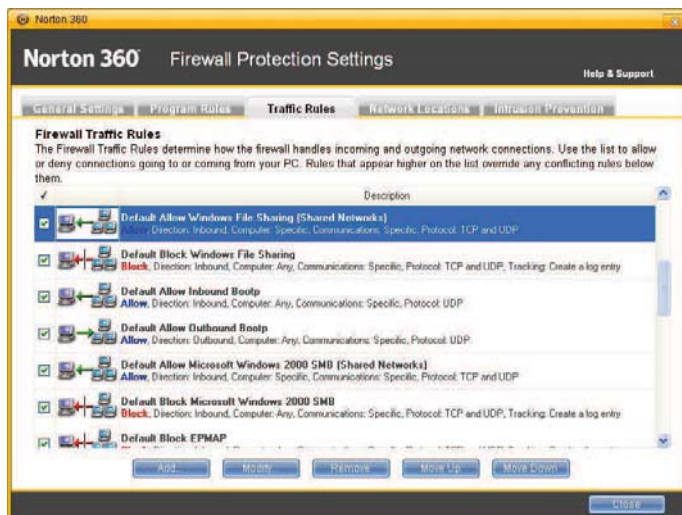 Norton 360
Norton 360 Firewall Protection Settings
Help & Support
General Settings Program Rules Traffic Rules Network Locations Intrusion Prevention
Firewall Traffic Rules
The Firewall Traffic Rules determine how the firewall handles incoming and outgoing network connections. Use the list to allow
or deny connections going to or coming from your PC. Rules that appear higher on the list override any conflicting rules below
them.
Description
Default Allow Windows File Sharing (Shared Networks)
Allow, Direction: Inbound, Computer: Specific, Communications: Specific, Protocol: TCP and UDP
Default Block Windows File Sharing
Block, Direction: Inbound, Computer: Any, Communications: Specific, Protocol: TCP and UDP, Tracking: Create a log entry
Default Allow Inbound Bootp
Allow, Direction: Inbound, Computer: Any, Communications: Specific, Protocol: UDP
Default Allow Outbound Bootp
Allow, Direction: Outbound, Computer: Any, Communications: Specific, Protocol: UDP
Default Allow Microsoft Windows 2000 SMB (Shared Networks)
Allow, Direction: Inbound, Computer: Specific, Communications: Specific, Protocol: TCP and UDP
Default Block Microsoft Windows 2000 SMB
Block, Direction: Inbound, Computer: Any, Communications: Specific, Protocol: TCP and UDP, Tracking: Create a log entry
Default Block EPMAP
Add... Modify Remove Move Up Move Down
Close